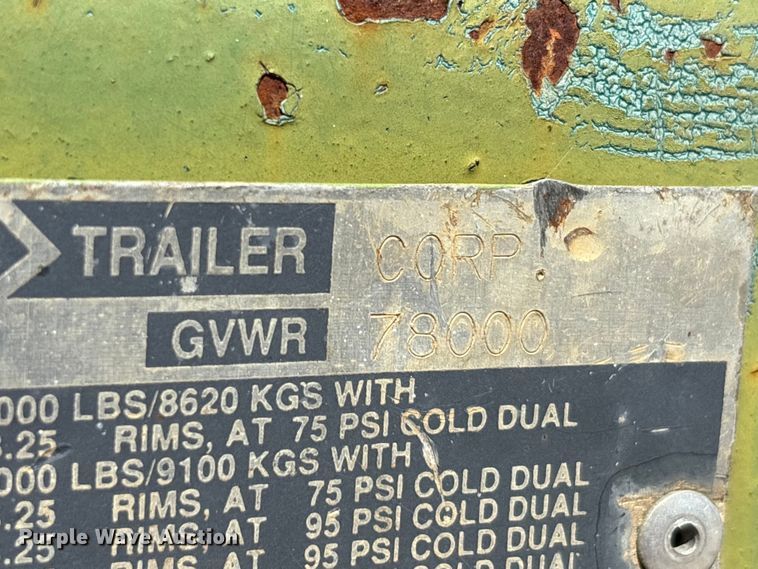 TRAILER CORP.
GVWR 78000
000 LBS/8620 KGS WITH
.25 RIMS, AT 75 PSI COLD DUAL
000 LBS/9100 KGS WITH
.25 RIMS, AT 75 PSI COLD DUAL
.25 RIMS, AT 95 PSI COLD DUAL
RIMS, AT 95 PSI COLD DUAL
Purple Wave Auction